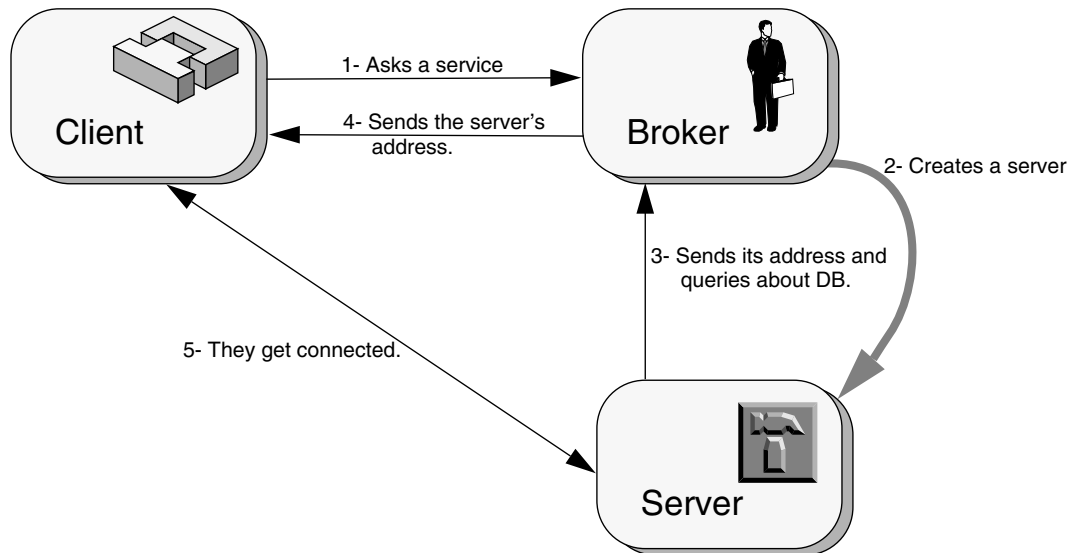 Client
1- Asks a service
4- Sends the server's
address.
Broker
2- Creates a server
3- Sends its address and
queries about DB.
5- They get connected.
Server